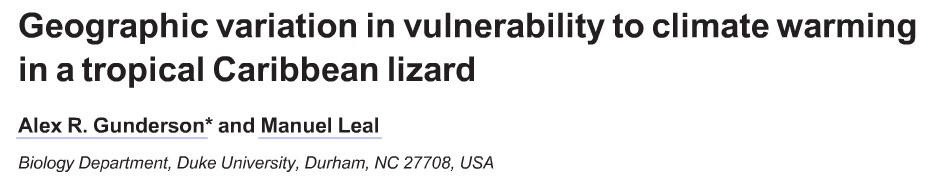 Geographic variation in vulnerability to climate warming
in a tropical Caribbean lizard
Alex R. Gunderson* and Manuel Leal
Biology Department, Duke University, Durham, NC 27708, USA